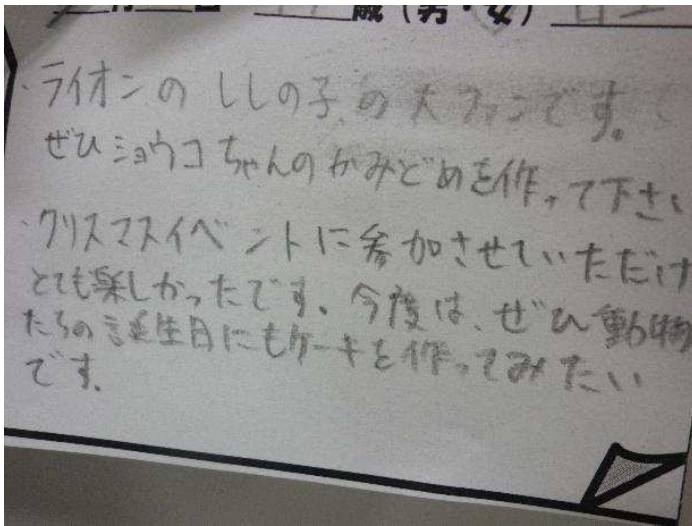 歳（男・女）
・ライオンのししの子の大ファンです。
ぜひショウコちゃんのかみどめを作って下さい
・クリスマスイベントに参加させていただけ
とても楽しかったです。今度は、ぜひ動物
たちの誕生日にもケーキを作ってみたい
です。